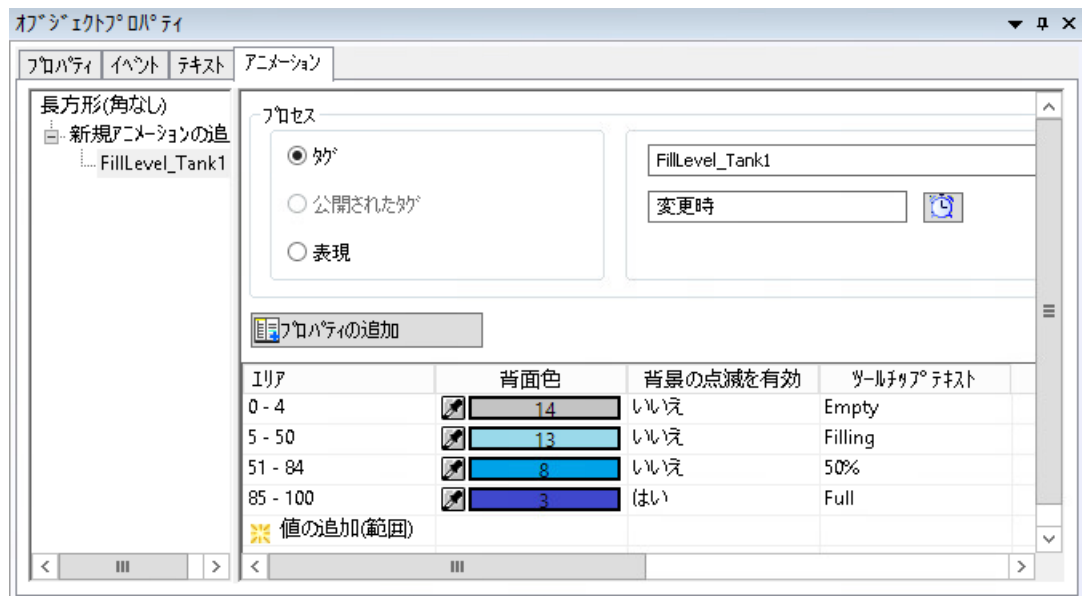 オブジェクトプロパティ
プロパティ イベント テキスト アニメーション
長方形(角なし)
新規アニメーションの追
FillLevel_Tank1
プロセス
タグ
FillLevel_Tank1
公開されたタグ
変更時
表現
プロパティの追加
エリア 背面色 背景の点滅を有効 ツールチップテキスト
0 - 4 14 いいえ Empty
5 - 50 13 いいえ Filling
51 - 84 8 いいえ 50%
85 - 100 3 はい Full
値の追加(範囲)